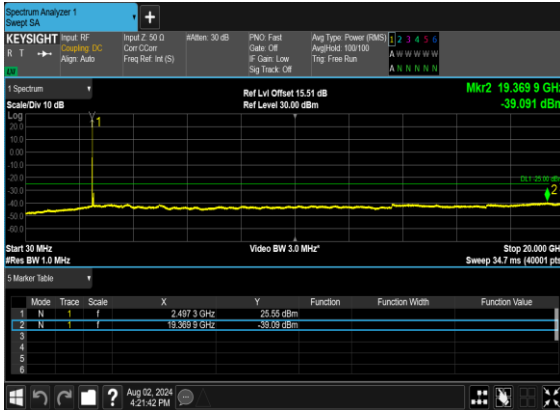 Spectrum Analyzer 1
Swept SA
KEYSIGHT Input: RF Input Z: 50 Ω #Atten: 30 dB PNO: Fast Avg Type: Power (RMS) 1 2 3 4 5 6
R T Coupling: DC Corr CCorr Gate: Off Avg|Hold: 100/100 A W W W W W
Align: Auto Freq Ref: Int (S) IF Gain: Low Trig: Free Run
Sig Track: Off A N N N N N
1 Spectrum Ref Lvl Offset 15.51 dB Mkr2 19.369 9 GHz
Scale/Div 10 dB Ref Level 30.00 dBm -39.091 dBm
Log
20.0
10.0
0.00
-10.0
-20.0
-30.0
-40.0
-50.0
-60.0
1
DL1 -25.00 dBm
2
Start 30 MHz Video BW 3.0 MHz* Stop 20.000 GH
#Res BW 1.0 MHz Sweep 34.7 ms (40001 pts
5 Marker Table
Mode Trace Scale X Y Function Function Width Function Value
1 N 1 f 2.497 3 GHz 25.55 dBm
2 N 1 f 19.369 9 GHz -39.09 dBm
3
4
5
6
Aug 02, 2024
4:21:42 PM